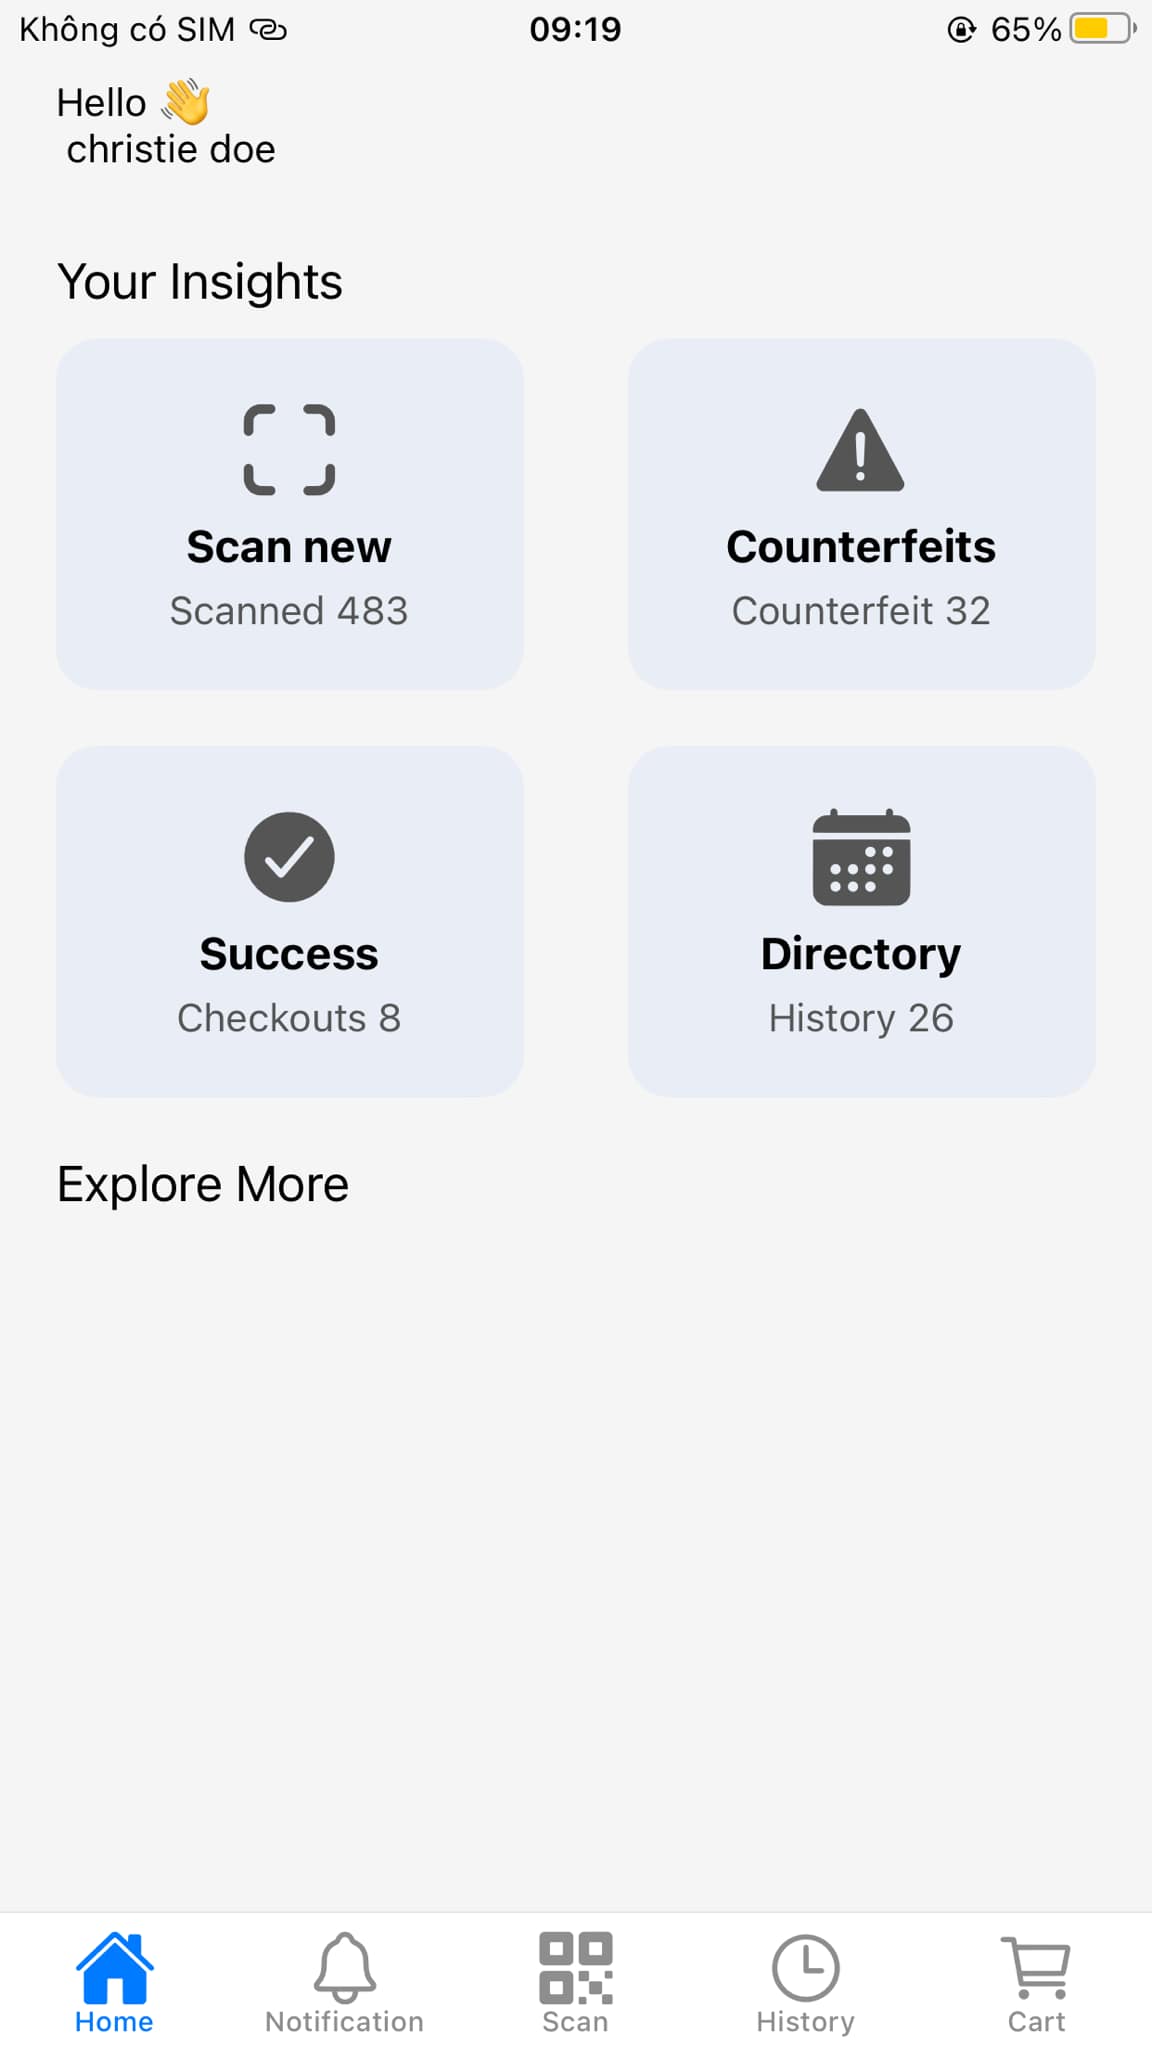 Không có SIM 09:19 65%
Hello 👋
christie doe
Your Insights
Scan new
Scanned 483
Counterfeits
Counterfeit 32
Success
Checkouts 8
Directory
History 26
Explore More
Home Notification Scan History Cart